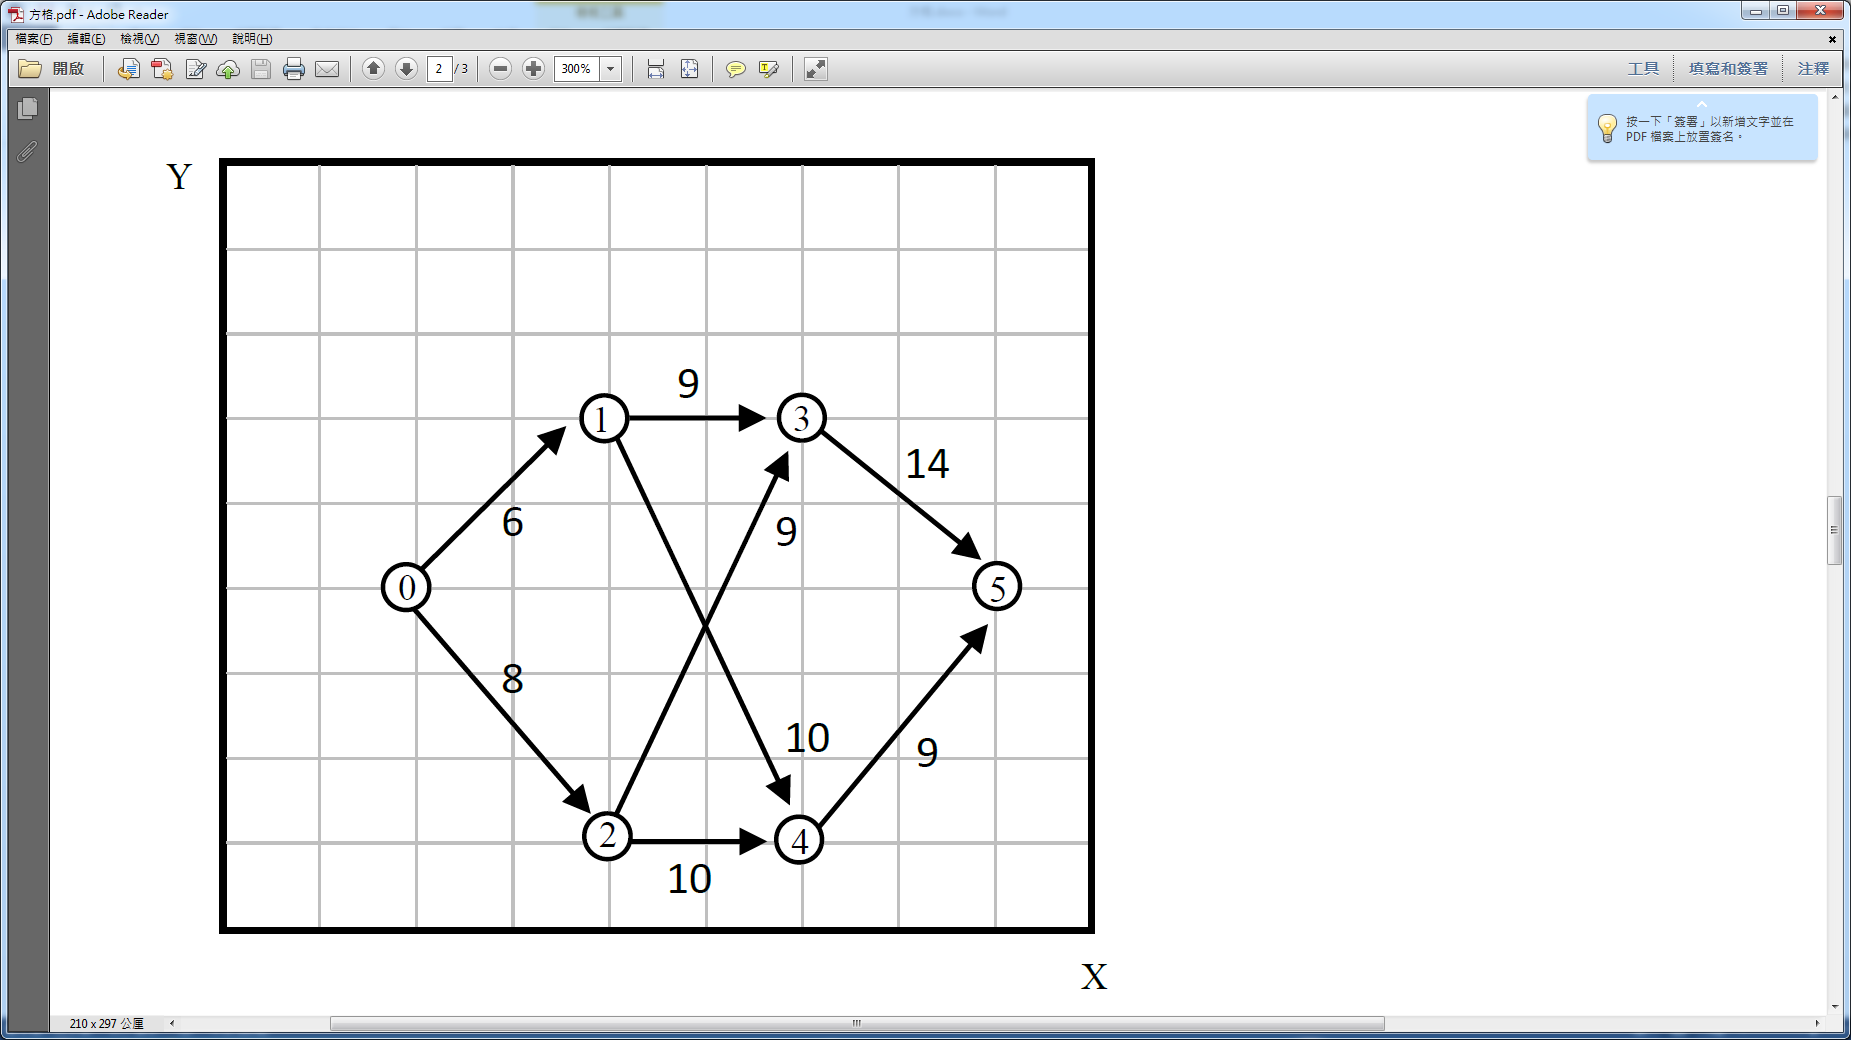 方格.pdf - Adobe Reader
檔案(F) 編輯(E) 檢視(V) 視窗(W) 說明(H)
開啟 2 / 3 300% 工具 填寫和簽署 注釋
按一下「簽署」以新增文字並在
PDF 檔案上放置簽名。
Y
9
1 3
14
6 9
0 5
8
10
9
2 4
10
X
210 x 297 公厘